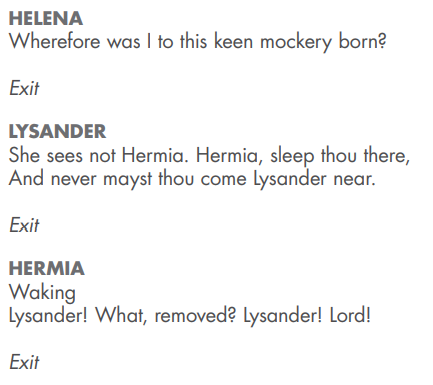 HELENA
Wherefore was I to this keen mockery born?
Exit
LYSANDER
She sees not Hermia. Hermia, sleep thou there,
And never mayst thou come Lysander near.
Exit
HERMIA
Waking
Lysander! What, removed? Lysander! Lord!
Exit